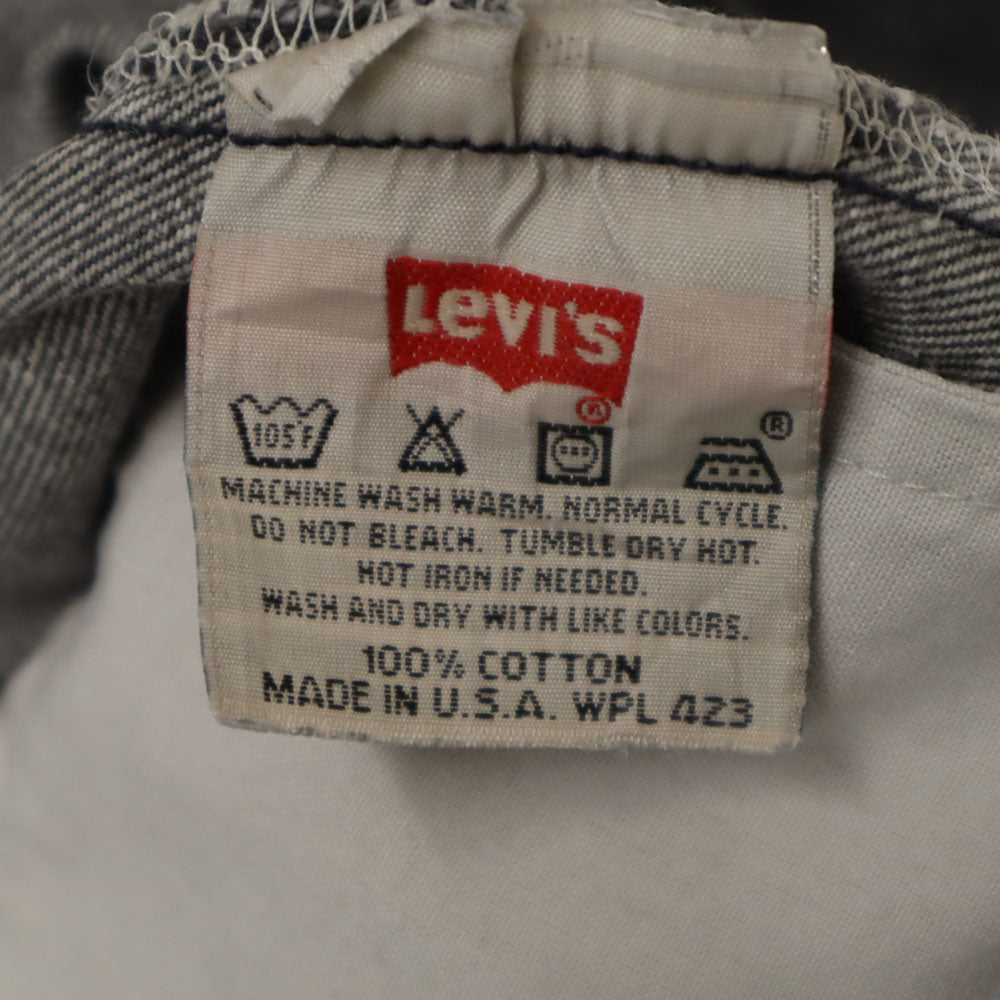 Levi's
®
105°F
®
MACHINE WASH WARM. NORMAL CYCLE.
DO NOT BLEACH. TUMBLE DRY HOT.
HOT IRON IF NEEDED.
WASH AND DRY WITH LIKE COLORS.
100% COTTON
MADE IN U.S.A. WPL 423